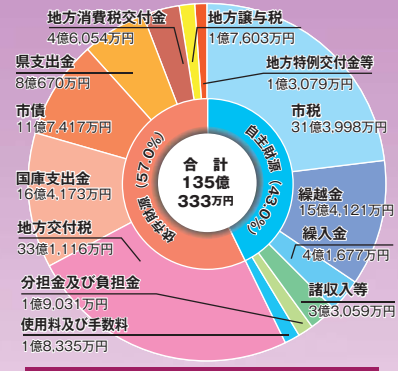 地方消費税交付金
4億6,054万円
地方譲与税
1億7,603万円
県支出金
8億670万円
地方特例交付金等
1億3,079万円
市債
11億7,417万円
市税
31億3,998万円
国庫支出金
16億4,173万円
依存財源(57.0%)
自主財源(43.0%)
合 計
135億
333万円
繰越金
15億4,121万円
地方交付税
33億1,116万円
繰入金
4億1,677万円
分担金及び負担金
1億9,031万円
諸収入等
3億3,059万円
使用料及び手数料
1億8,335万円